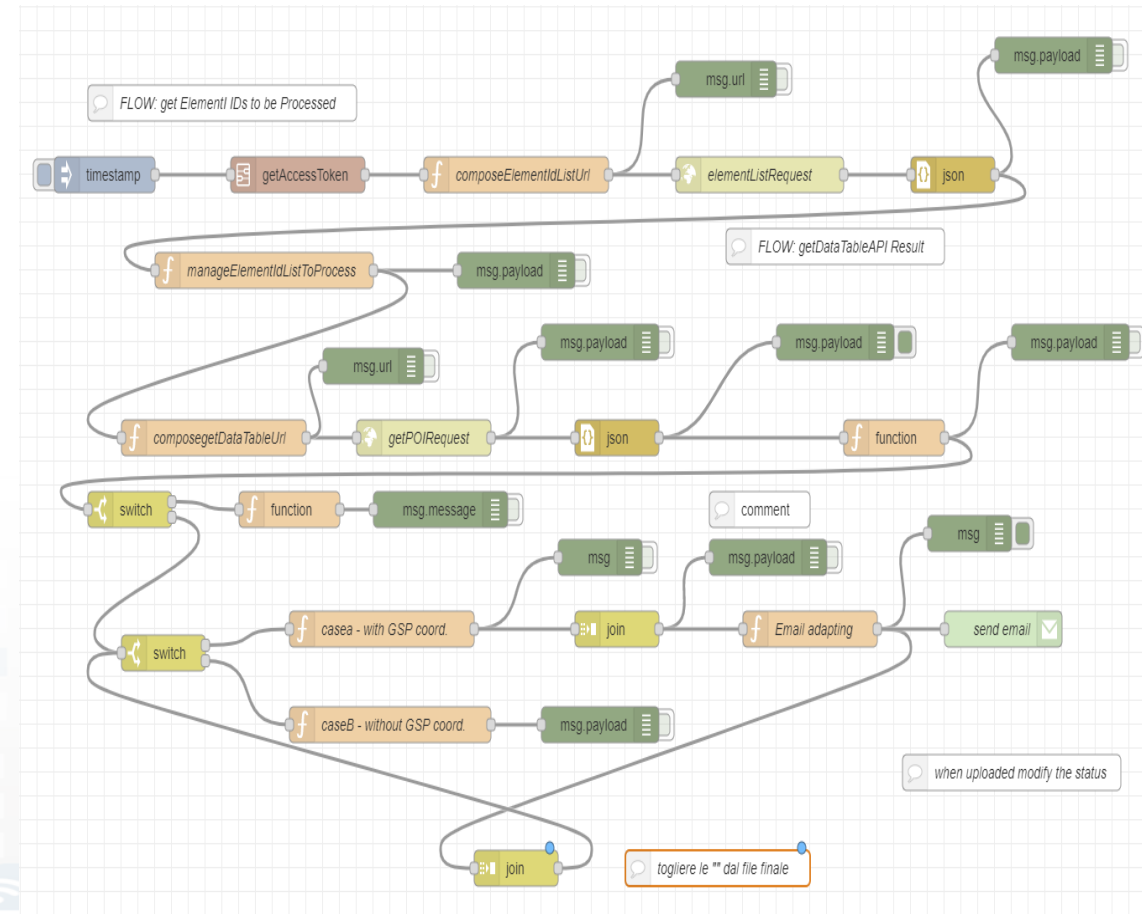 msg.payload
msg.url
FLOW: get ElementI IDs to be Processed
timestamp
getAccessToken
composeElementIdListUrl
elementListRequest
json
FLOW: getDataTableAPI Result
manageElementIdListToProcess
msg.payload
msg.payload
msg.payload
msg.payload
msg.url
composegetDataTableUrl
getPOIRequest
json
function
switch
function
msg.message
comment
msg
msg
msg.payload
casea - with GSP coord.
join
Email adapting
send email
switch
caseB - without GSP coord.
msg.payload
when uploaded modify the status
join
togliere le "" dal file finale